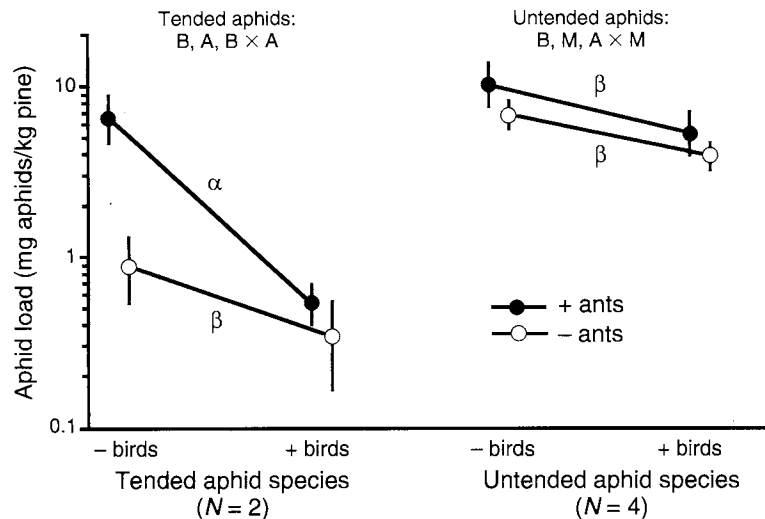 Tended aphids:
B, A, B × A
Untended aphids:
B, M, A × M
Aphid load (mg aphids/kg pine)
10
1
0.1
α
β
β
β
+ ants
– ants
– birds
+ birds
– birds
+ birds
Tended aphid species
(N = 2)
Untended aphid species
(N = 4)